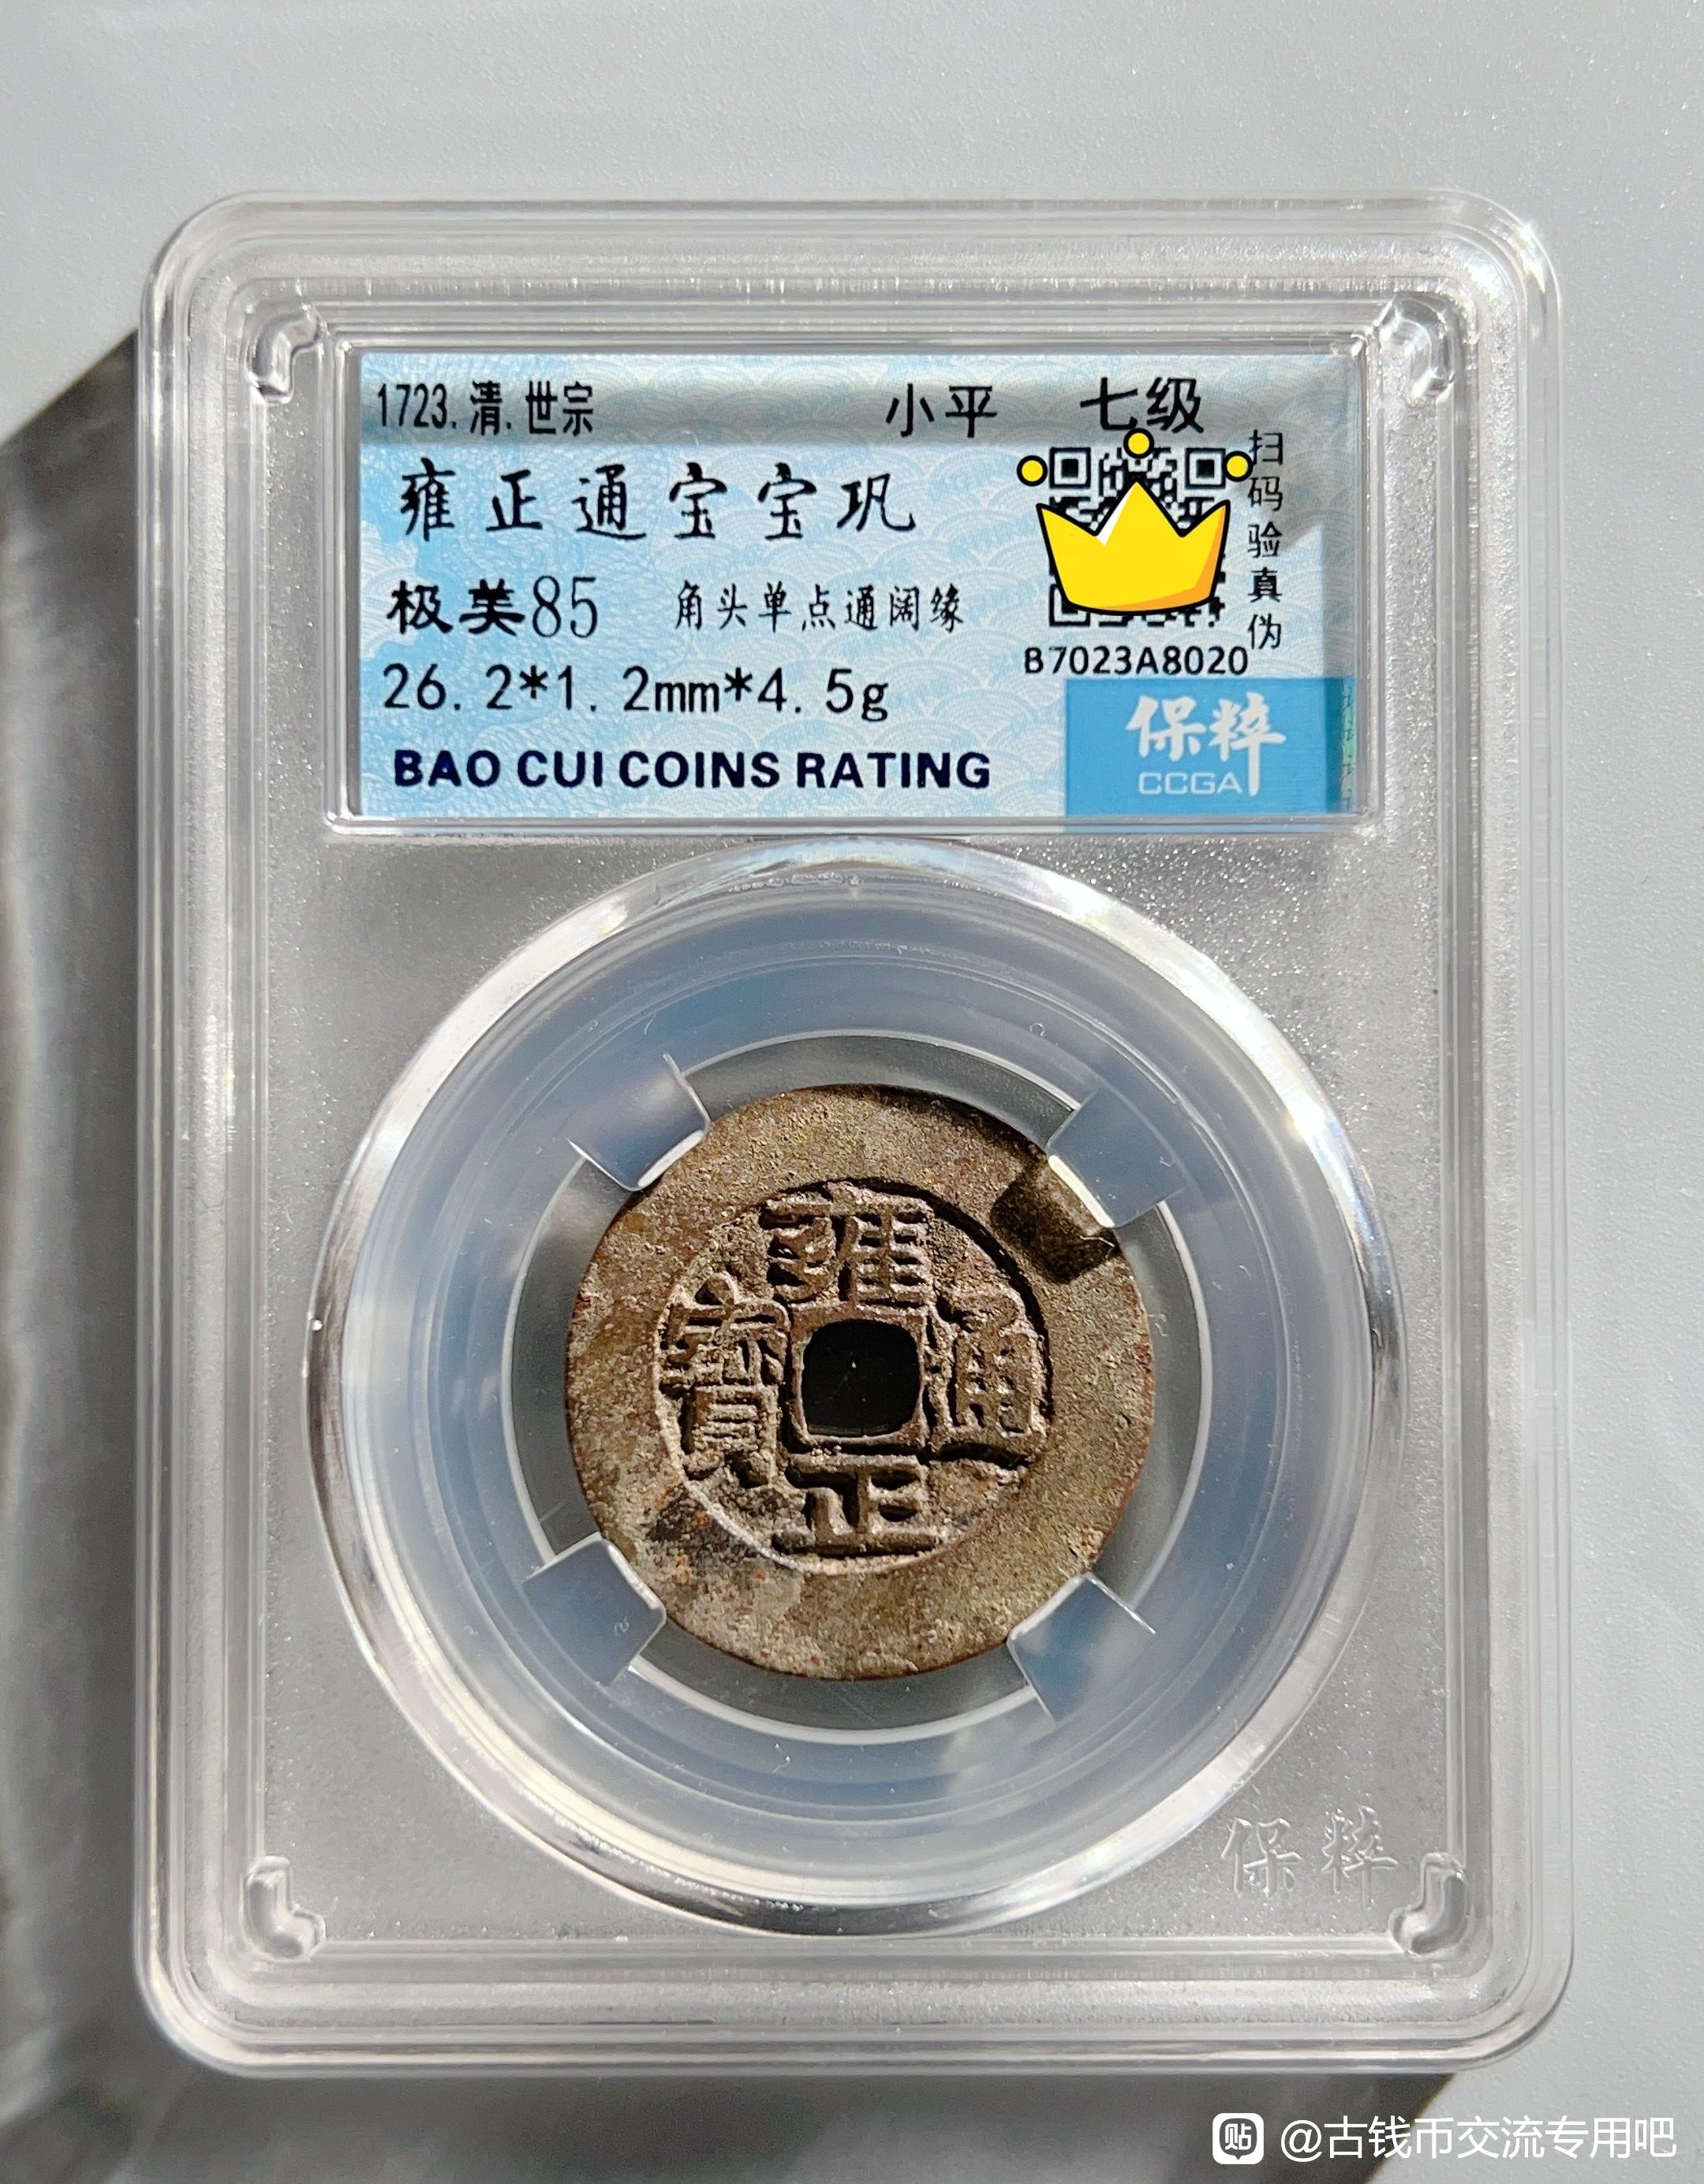 1723.清.世宗 小平 七级
雍正通宝宝巩
扫码验真伪
极美85 角头单点通阔缘
B7023A8020
26.2*1.2mm*4.5g
保粹
CCGA
BAO CUI COINS RATING
雍
寳 通
正
保粹
贴 @古钱币交流专用吧